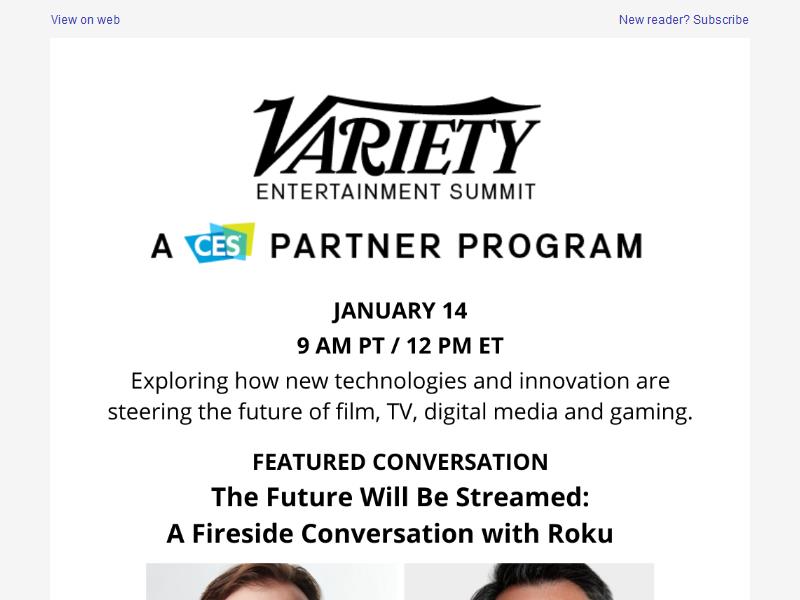 View on web
New reader? Subscribe
VARIETY
ENTERTAINMENT SUMMIT
A CES PARTNER PROGRAM
JANUARY 14
9 AM PT / 12 PM ET
Exploring how new technologies and innovation are
steering the future of film, TV, digital media and gaming.
FEATURED CONVERSATION
The Future Will Be Streamed:
A Fireside Conversation with Roku